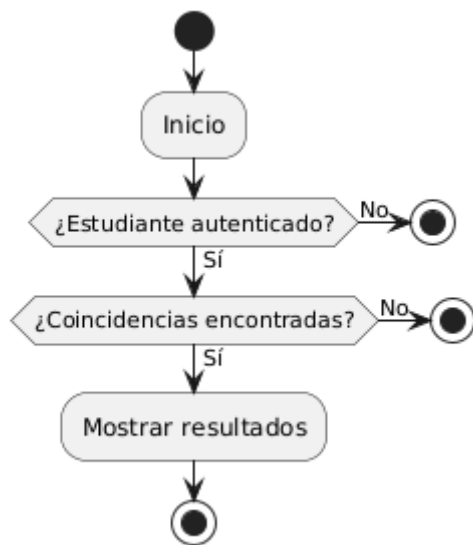 Inicio
¿Estudiante autenticado?
No
Sí
¿Coincidencias encontradas?
No
Sí
Mostrar resultados